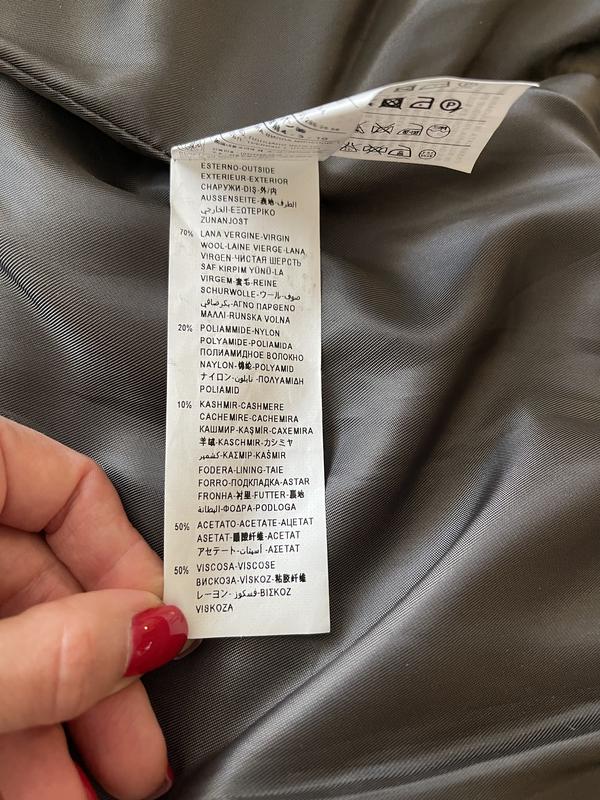 ESTERNO-OUTSIDE
EXTERIEUR-EXTERIOR
СНАРУЖИ-DIŞ-外/内
AUSSENSEITE-表地-الطرف
الخارجي-ΕΞΩΤΕΡΙΚΟ
ZUNANJOST
70% LANA VERGINE-VIRGIN
WOOL-LAINE VIERGE-LANA
VIRGEN-ЧИСТАЯ ШЕРСТЬ
SAF KIRPIM YÜNÜ-LA
VIRGEM-REINE
SCHURWOLLE-ウール-صوف
بكرصافي-ΑΓΝΟ ΠΑΡΘΕΝΟ
ΜΑΛΛΙ-RUNSKA VOLNA
20% POLIAMMIDE-NYLON
POLYAMIDE-POLIAMIDA
ПОЛИАМИДНОЕ ВОЛОКНО
NAYLON-锦纶-POLYAMID
ナイロン-نايلون-ΠΟΛΥΑΜΙΔΗ
POLIAMID
10% KASHMIR-CASHMERE
CACHEMIRE-CACHEMIRA
КАШМИР-KAŞMİR-CAXEMIRA
羊绒-KASCHMIR-カシミヤ
كشمير-ΚΑΣΜΙΡ-KAŠMIR
FODERA-LINING-TAIE
FORRO-ПОДКЛАДКА-ASTAR
FRONHA-衬里-FUTTER-裏地
البطانة-ΦΟΔΡΑ-PODLOGA
50% ACETATO-ACETATE-АЦЕТАТ
ASETAT-醋酸纤维-ACETAT
アセテート-أسيتات-ΑΣΕΤΑΤ
50% VISCOSA-VISCOSE
ВИСКОЗА-VİSKOZ-粘胶纤维
レーヨン-فسكوز-ΒΙΣΚΟΖ
VISKOZA